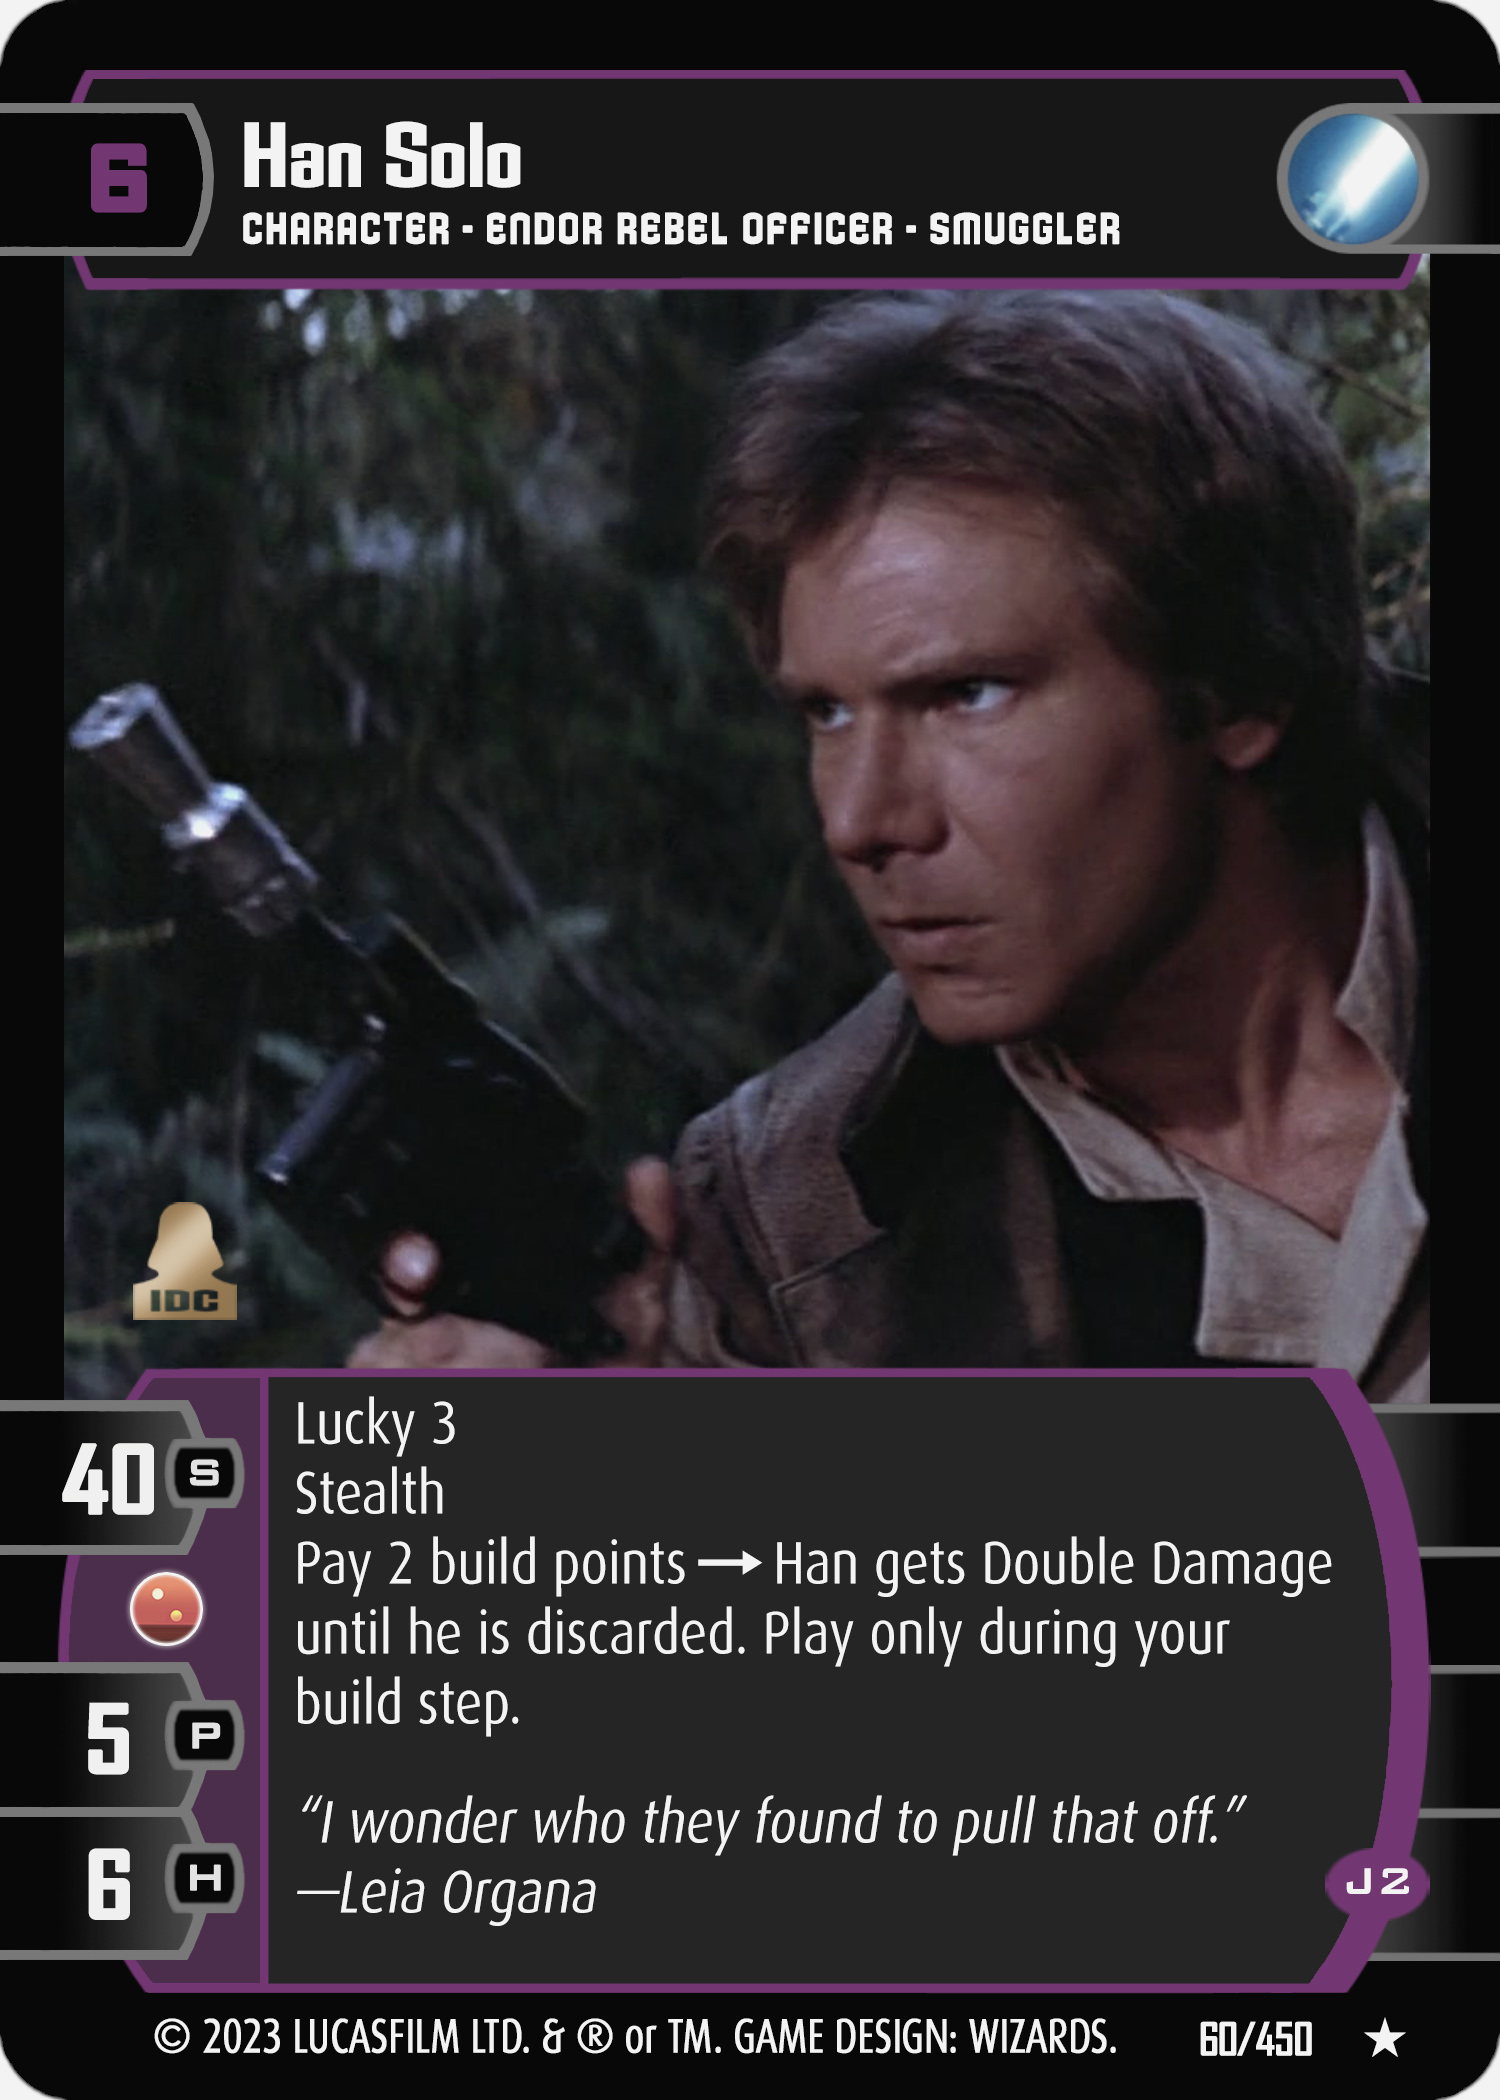 6
Han Solo
CHARACTER - ENDOR REBEL OFFICER - SMUGGLER
IDC
40 S
5 P
6 H
Lucky 3
Stealth
Pay 2 build points → Han gets Double Damage
until he is discarded. Play only during your
build step.
“I wonder who they found to pull that off.”
—Leia Organa
J2
© 2023 LUCASFILM LTD. & ® or TM. GAME DESIGN: WIZARDS.
60/450 ★